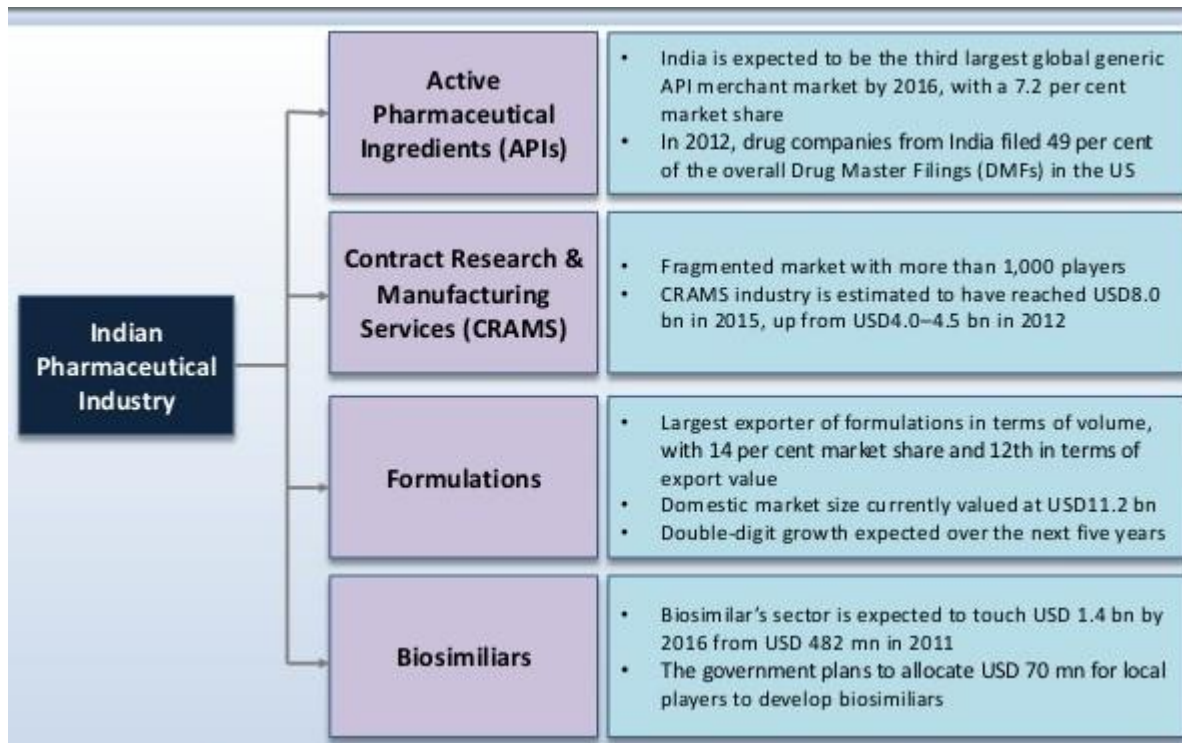 Indian
Pharmaceutical
Industry
Active
Pharmaceutical
Ingredients (APIs)
• India is expected to be the third largest global generic
API merchant market by 2016, with a 7.2 per cent
market share
• In 2012, drug companies from India filed 49 per cent
of the overall Drug Master Filings (DMFs) in the US
Contract Research &
Manufacturing
Services (CRAMS)
• Fragmented market with more than 1,000 players
• CRAMS industry is estimated to have reached USD8.0
bn in 2015, up from USD4.0–4.5 bn in 2012
Formulations
• Largest exporter of formulations in terms of volume,
with 14 per cent market share and 12th in terms of
export value
• Domestic market size currently valued at USD11.2 bn
• Double-digit growth expected over the next five years
Biosimiliars
• Biosimilar’s sector is expected to touch USD 1.4 bn by
2016 from USD 482 mn in 2011
• The government plans to allocate USD 70 mn for local
players to develop biosimiliars